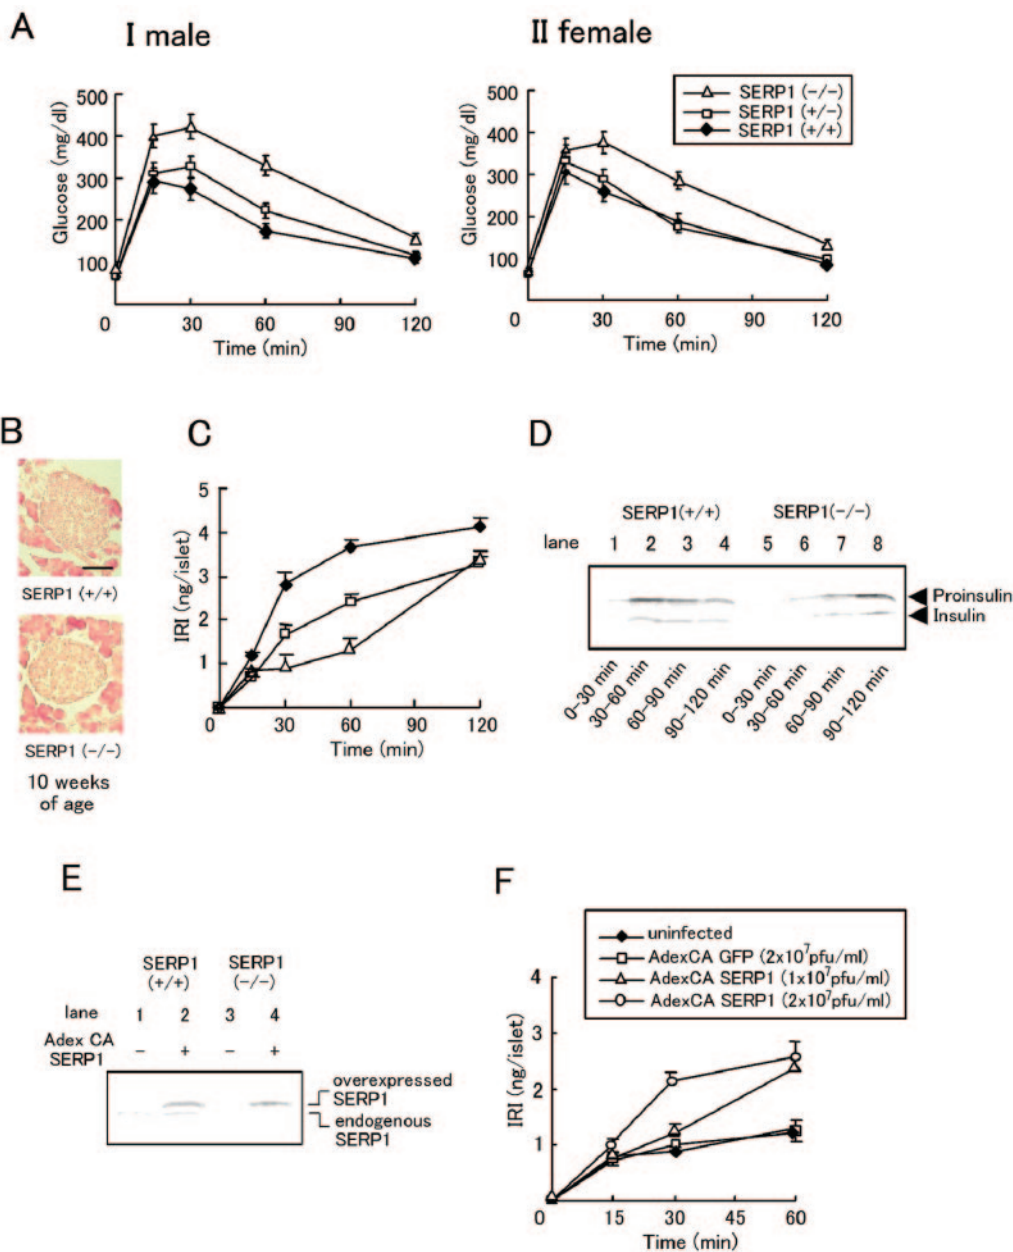 A
I male
II female
SERP1 (-/-)
SERP1 (+/-)
SERP1 (+/+)
Glucose (mg/dl)
500
400
300
200
100
0
30
60
90
120
Time (min)
Glucose (mg/dl)
500
400
300
200
100
0
30
60
90
120
Time (min)
B
SERP1 (+/+)
SERP1 (-/-)
10 weeks
of age
C
IRI (ng/islet)
5
4
3
2
1
0
30
60
90
120
Time (min)
D
SERP1(+/+)
SERP1(-/-)
lane 1 2 3 4 5 6 7 8
Proinsulin
Insulin
0-30 min
30-60 min
60-90 min
90-120 min
0-30 min
30-60 min
60-90 min
90-120 min
E
SERP1
(+/+)
SERP1
(-/-)
lane 1 2 3 4
Adex CA
SERP1
- + - +
overexpressed
SERP1
endogenous
SERP1
F
uninfected
AdexCA GFP (2x10⁷pfu/ml)
AdexCA SERP1 (1x10⁷pfu/ml)
AdexCA SERP1 (2x10⁷pfu/ml)
IRI (ng/islet)
4
3
2
1
0
15
30
45
60
Time (min)